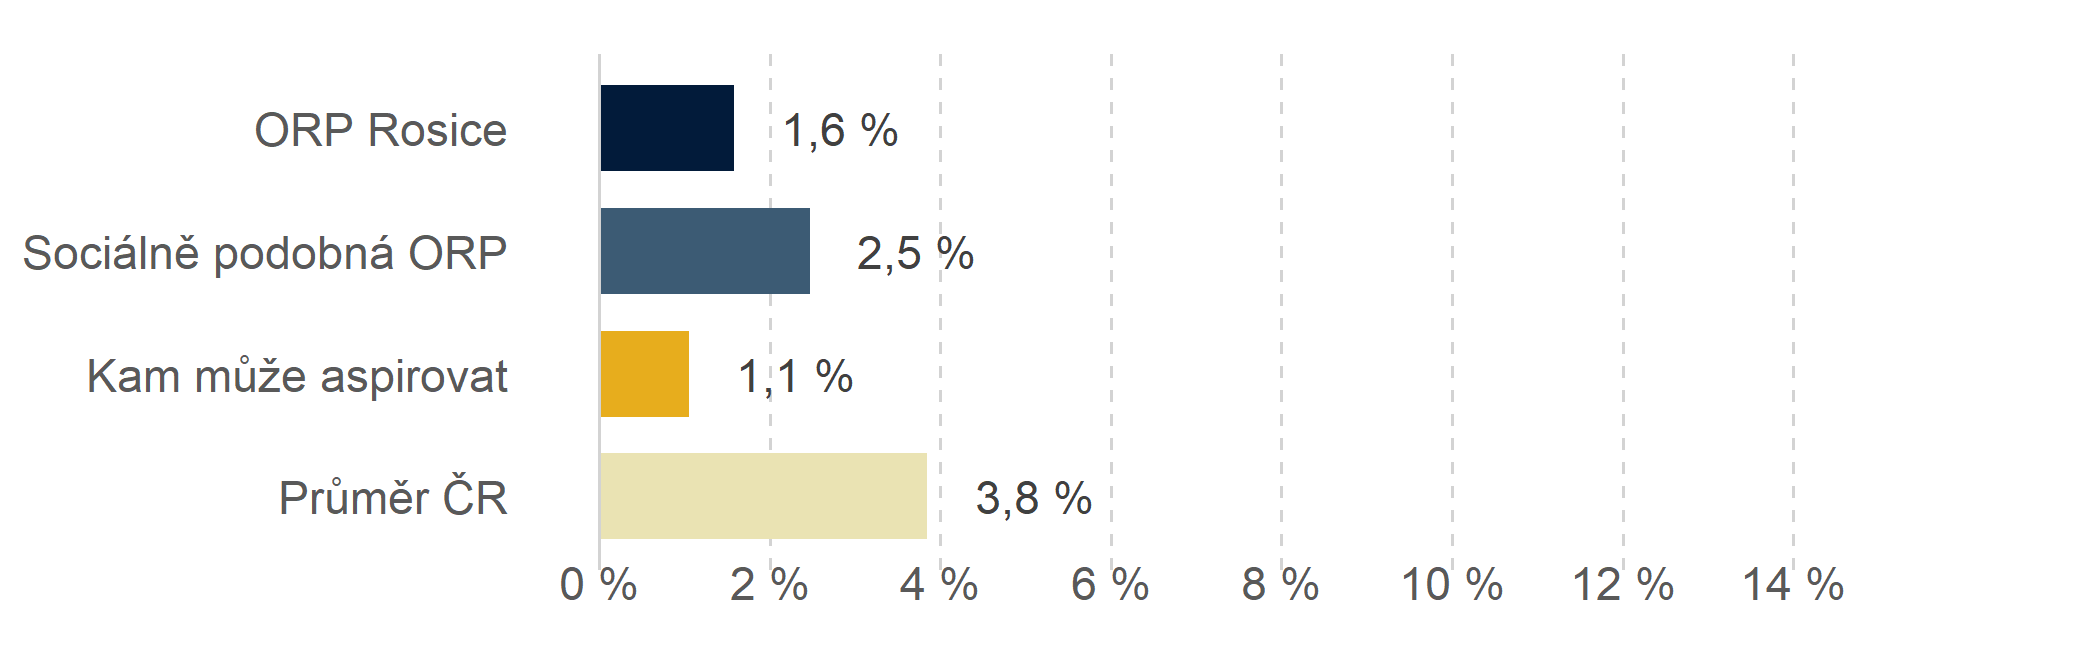 ORP Rosice 1,6 %
Sociálně podobná ORP 2,5 %
Kam může aspirovat 1,1 %
Průměr ČR 3,8 %
0 % 2 % 4 % 6 % 8 % 10 % 12 % 14 %